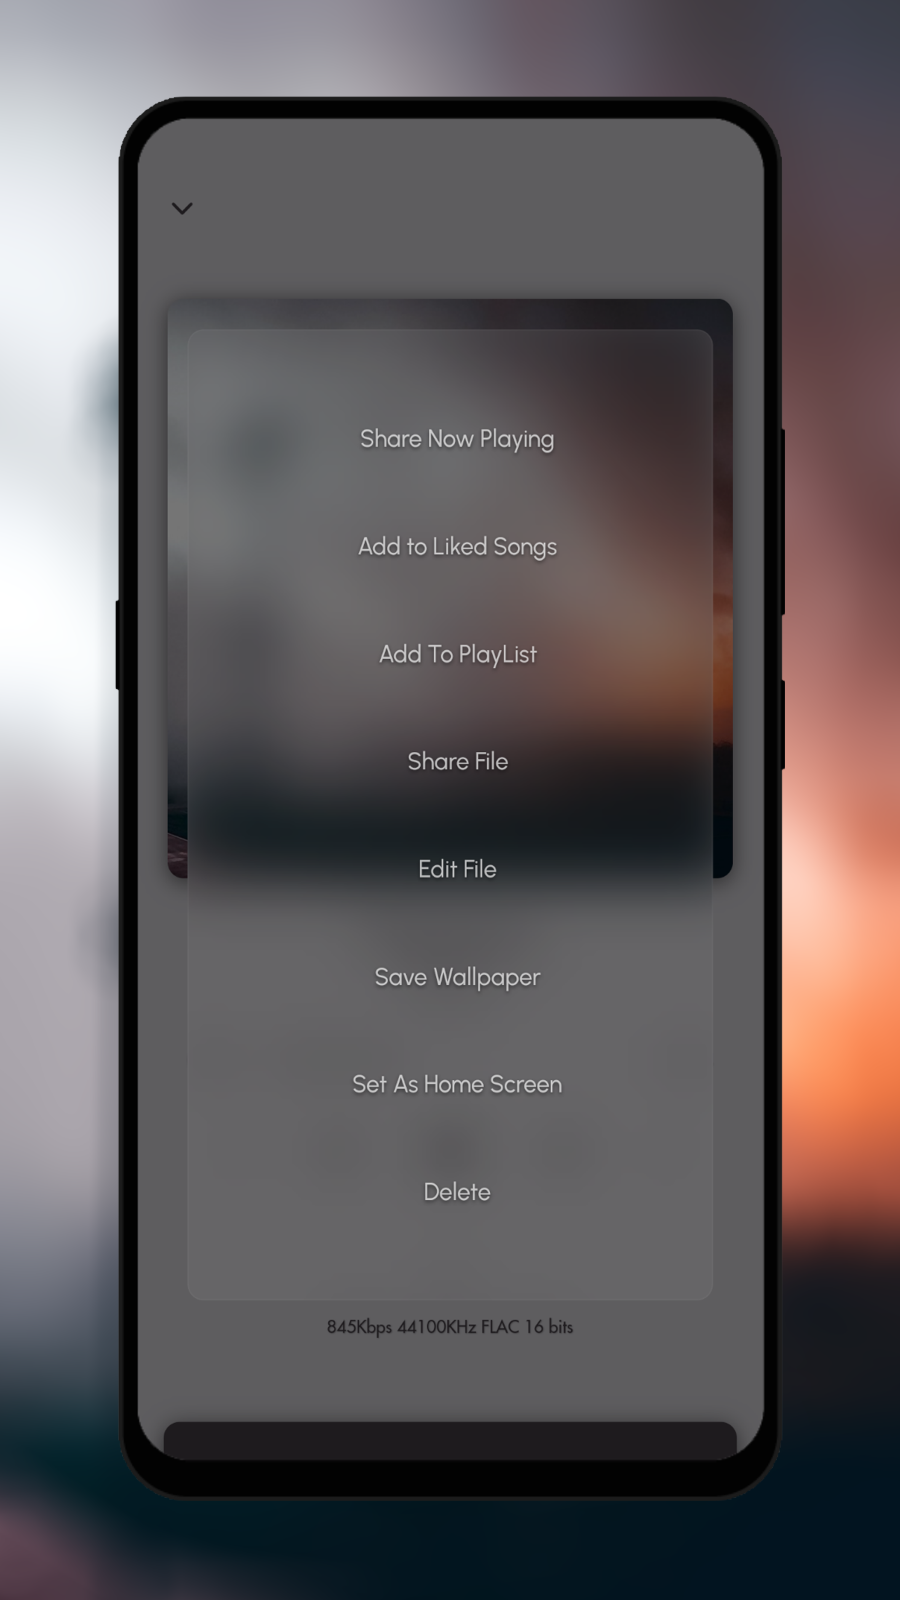 Share Now Playing
Add to Liked Songs
Add To PlayList
Share File
Edit File
Save Wallpaper
Set As Home Screen
Delete
845Kbps 44100KHz FLAC 16 bits